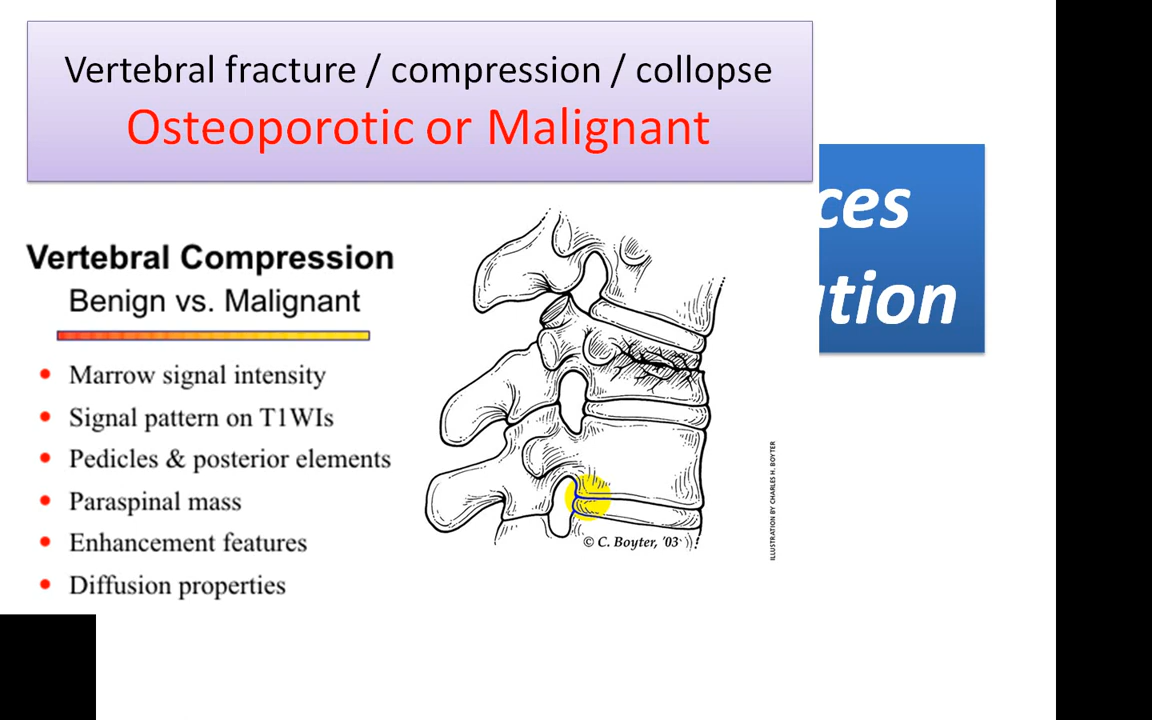 Vertebral fracture / compression / collopse
Osteoporotic or Malignant
ces
ution
Vertebral Compression
Benign vs. Malignant
Marrow signal intensity
Signal pattern on T1WIs
Pedicles & posterior elements
Paraspinal mass
Enhancement features
Diffusion properties
© C. Boyter, '03
ILLUSTRATION BY CHARLES H. BOYTER